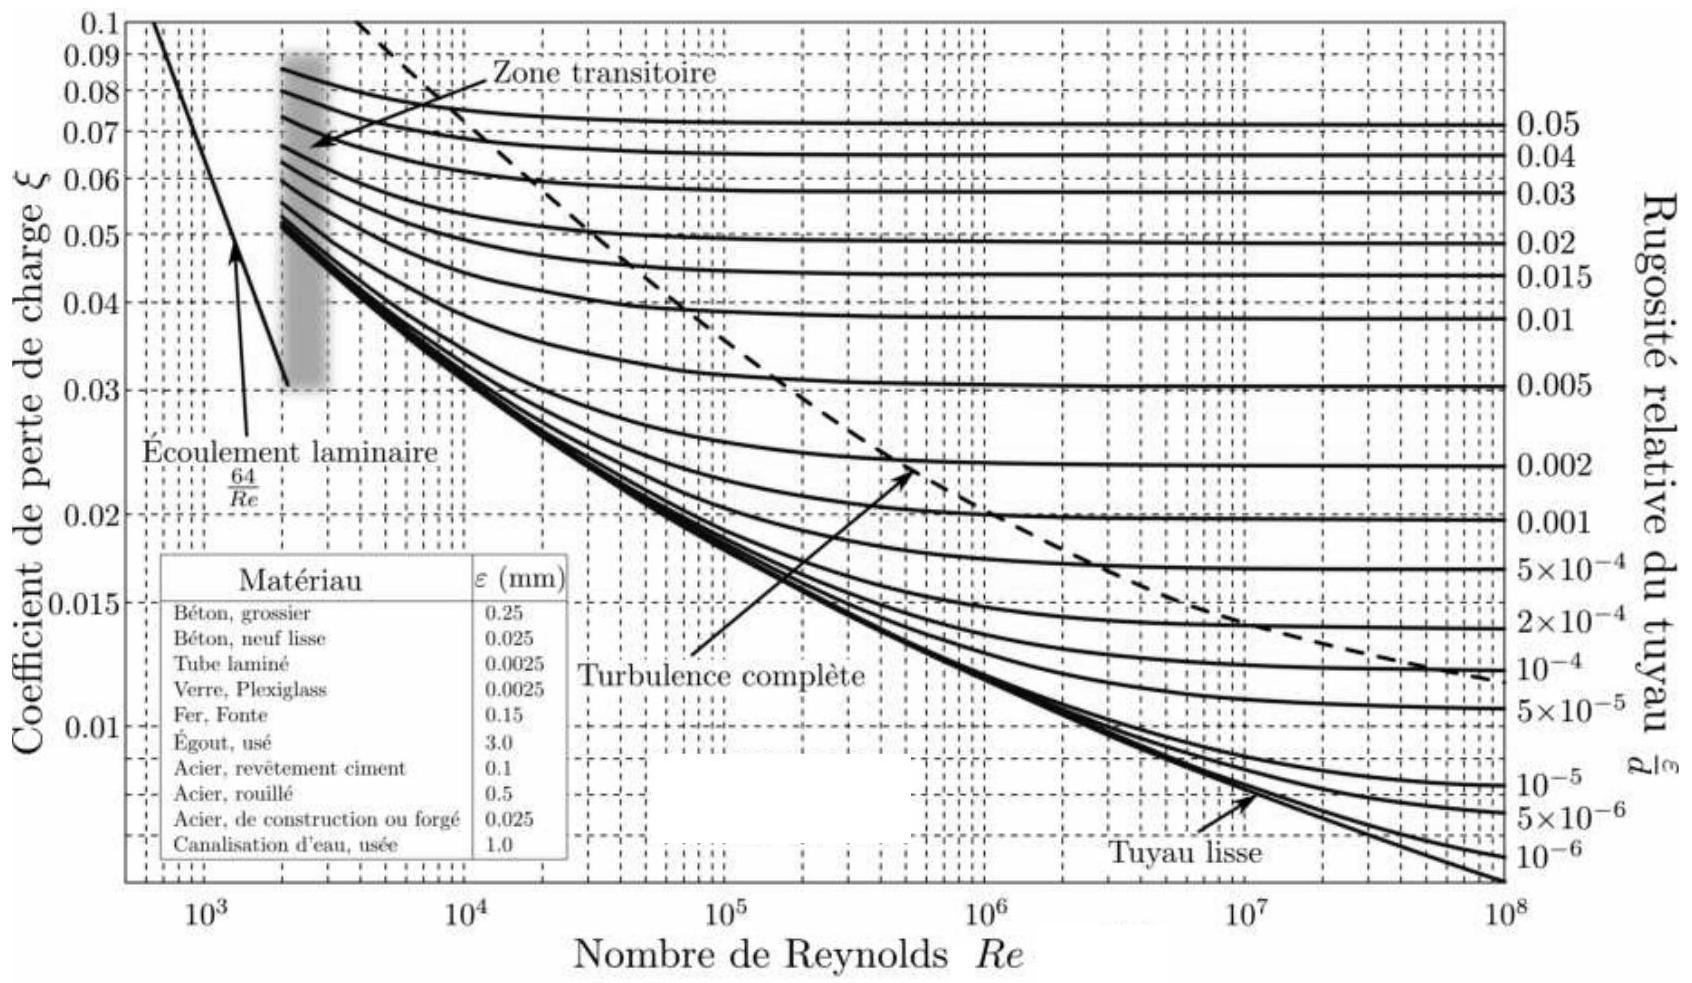 Coefficient de perte de charge ξ
0.1
0.09
0.08
0.07
0.06
0.05
0.04
0.03
0.02
0.015
0.01
Zone transitoire
Écoulement laminaire
64
Re
Turbulence complète
Tuyau lisse
Matériau ε (mm)
Béton, grossier 0.25
Béton, neuf lisse 0.025
Tube laminé 0.0025
Verre, Plexiglass 0.0025
Fer, Fonte 0.15
Égout, usé 3.0
Acier, revêtement ciment 0.1
Acier, rouillé 0.5
Acier, de construction ou forgé 0.025
Canalisation d'eau, usée 1.0
0.05
0.04
0.03
0.02
0.015
0.01
0.005
0.002
0.001
5×10⁻⁴
2×10⁻⁴
10⁻⁴
5×10⁻⁵
10⁻⁵
5×10⁻⁶
10⁻⁶
Rugosité relative du tuyau ε/d
10³ 10⁴ 10⁵ 10⁶ 10⁷ 10⁸
Nombre de Reynolds Re